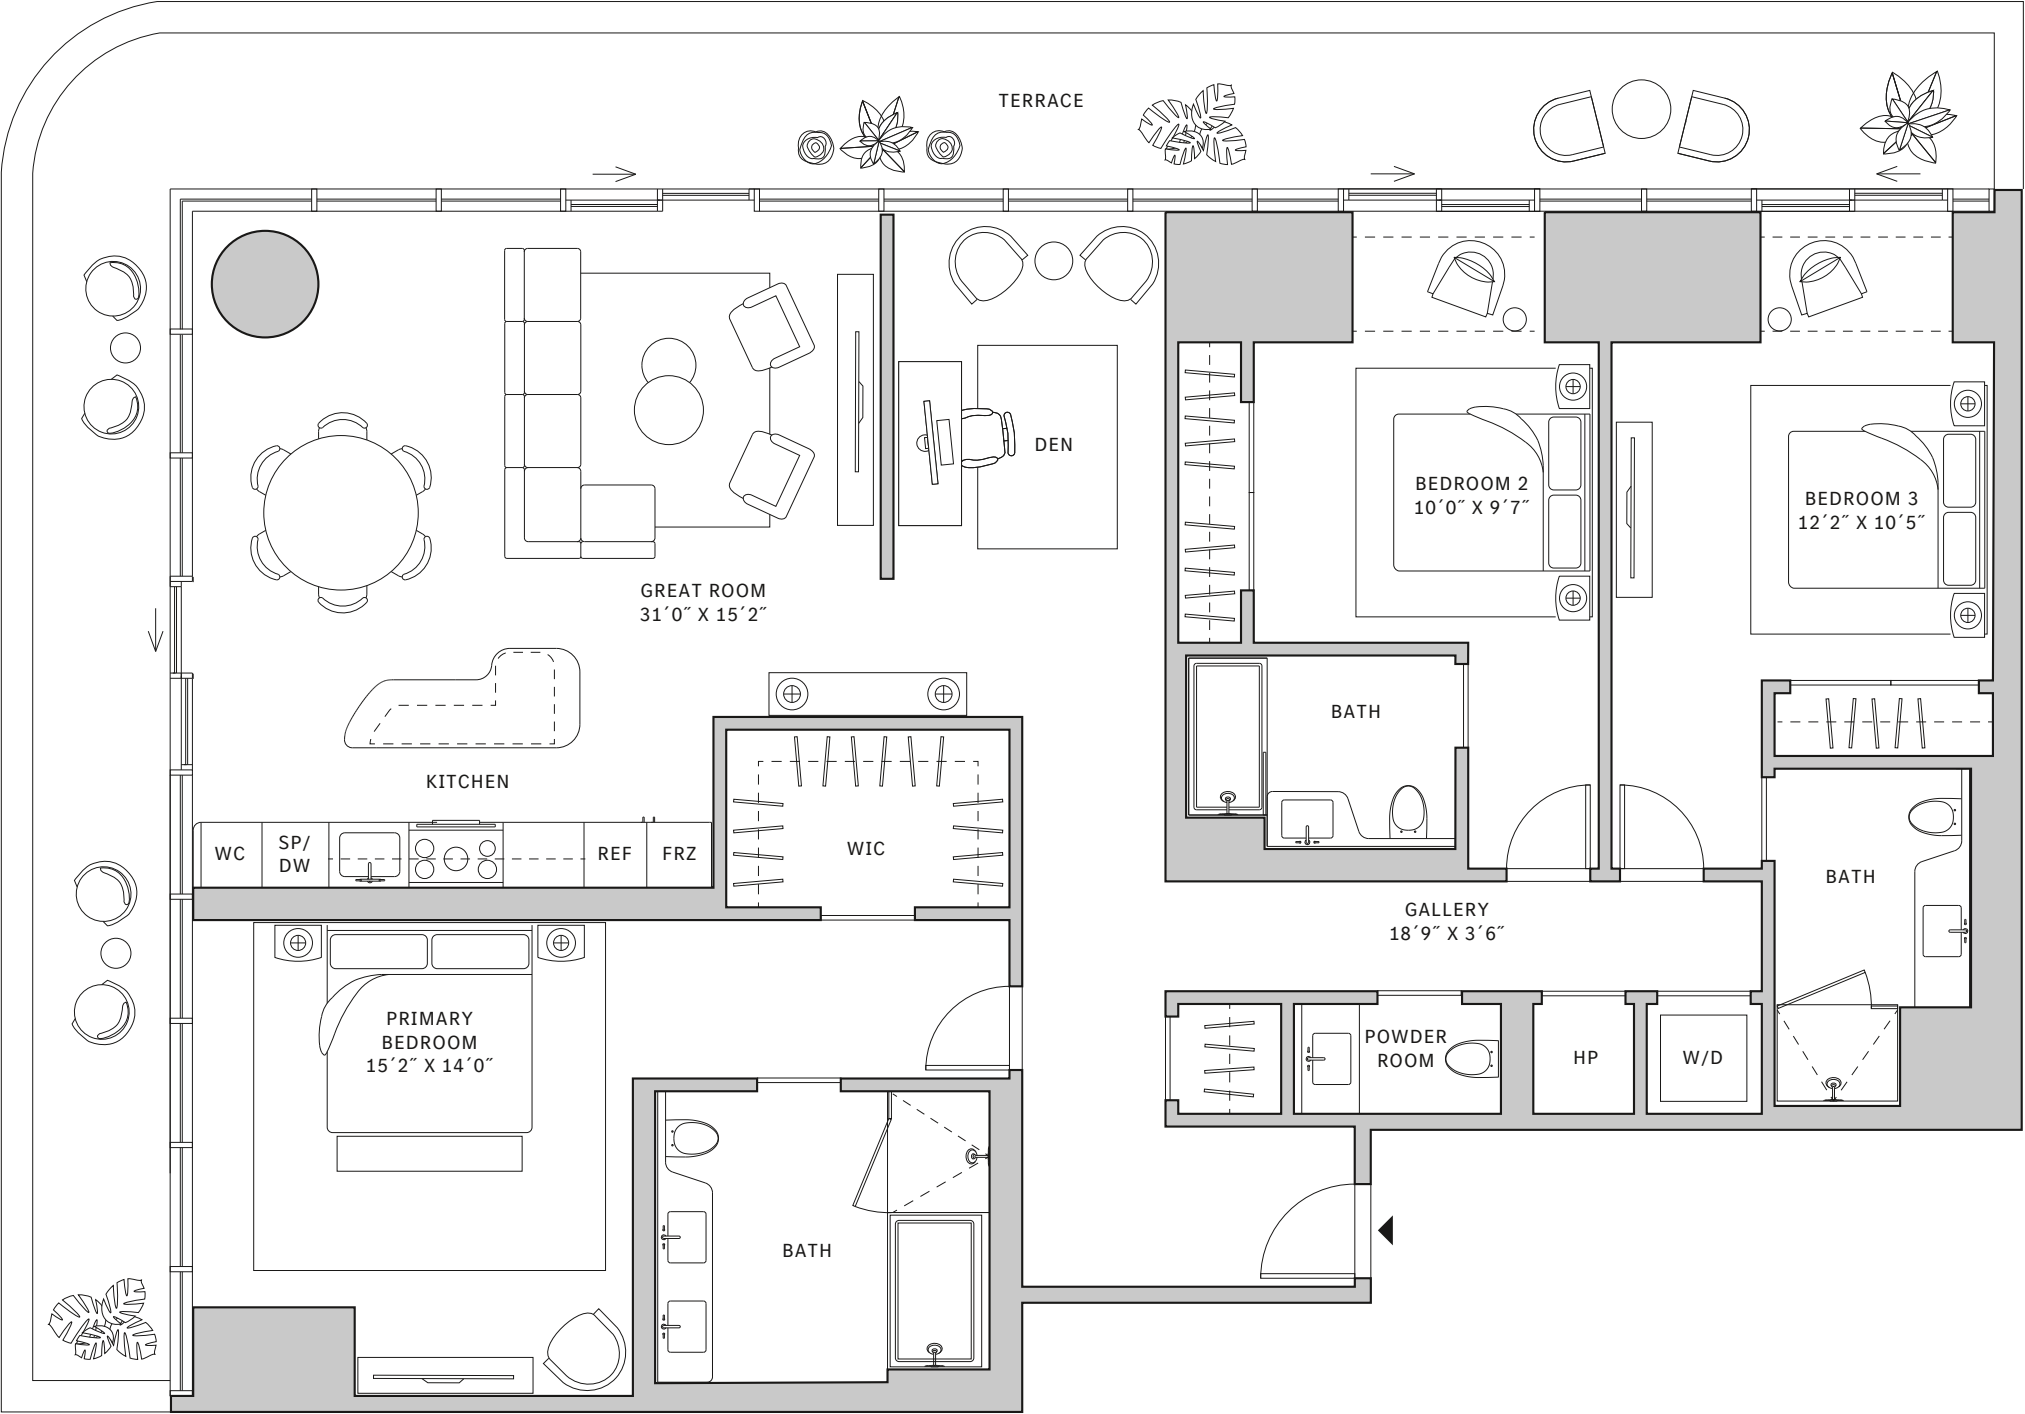 TERRACE
DEN
BEDROOM 2
10´0˝ X 9´7˝
BEDROOM 3
12´2˝ X 10´5˝
GREAT ROOM
31´0˝ X 15´2˝
BATH
KITCHEN
WC
SP/
DW
REF
FRZ
WIC
BATH
GALLERY
18´9˝ X 3´6˝
PRIMARY
BEDROOM
15´2˝ X 14´0˝
POWDER
ROOM
HP
W/D
BATH